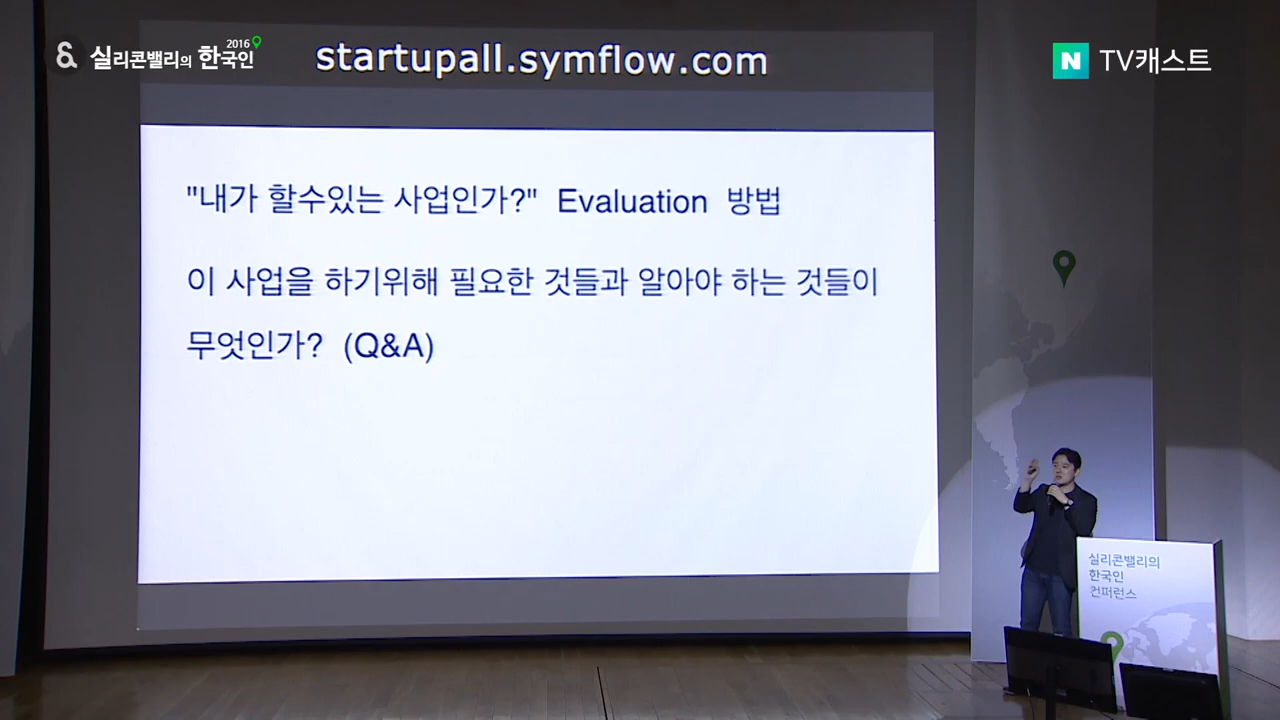 & 실리콘밸리의 한국인 2016
startupall.symflow.com
N TV캐스트
"내가 할수있는 사업인가?" Evaluation 방법
이 사업을 하기위해 필요한 것들과 알아야 하는 것들이
무엇인가? (Q&A)
실리콘밸리의
한국인
컨퍼런스